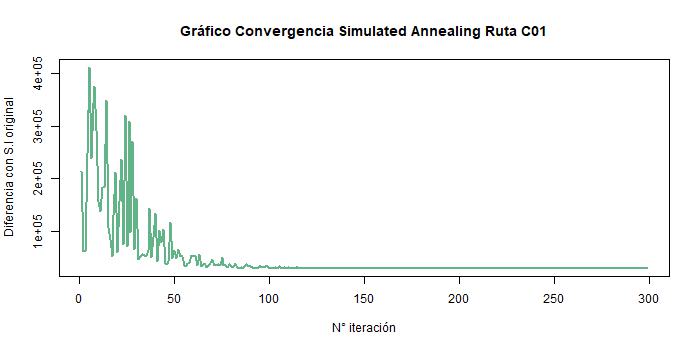 Gráfico Convergencia Simulated Annealing Ruta C01
Diferencia con S.I original
4e+05
3e+05
2e+05
1e+05
0 50 100 150 200 250 300
N° iteración